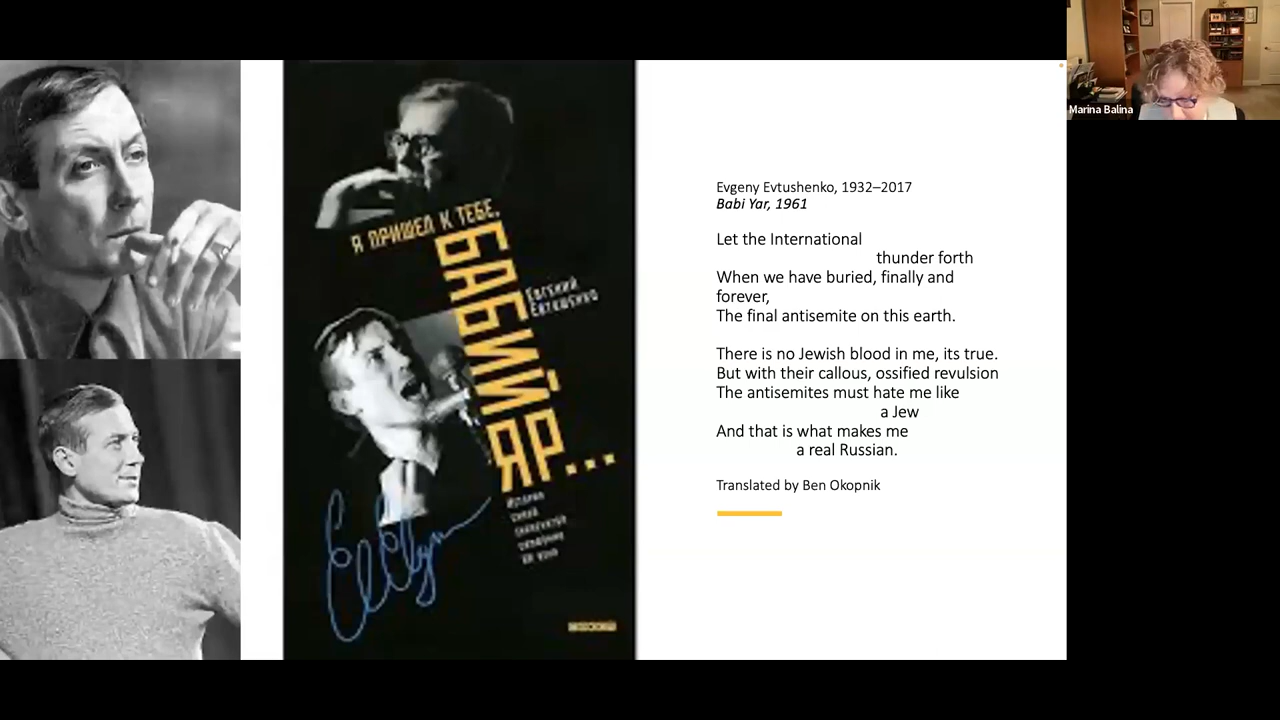 Marina Balina
Я ПРИШЕЛ К ТЕБЕ,
БАБИЙ
ЯР...
ЕВГЕНИЙ
ЕВТУШЕНКО
Evgeny Evtushenko, 1932–2017
Babi Yar, 1961
Let the International
thunder forth
When we have buried, finally and
forever,
The final antisemite on this earth.
There is no Jewish blood in me, its true.
But with their callous, ossified revulsion
The antisemites must hate me like
a Jew
And that is what makes me
a real Russian.
Translated by Ben Okopnik